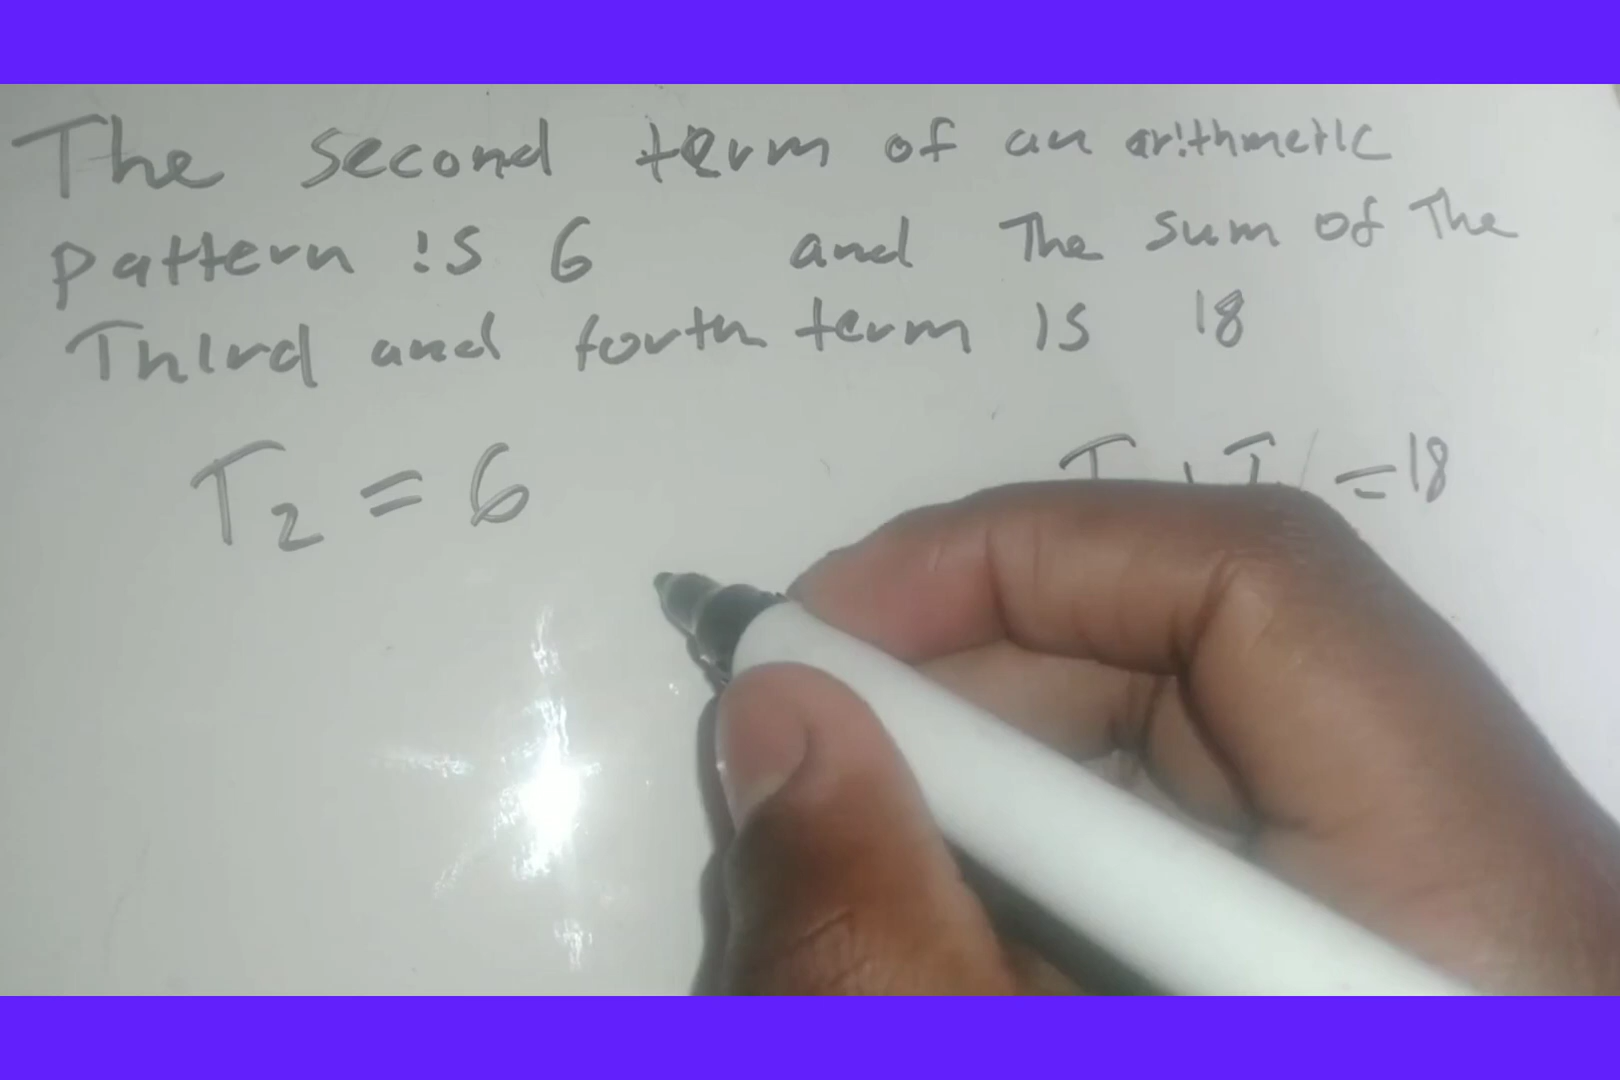 The second term of an arithmetic
pattern is 6 and The sum of The
Third and forth term is 18
T2 = 6
= 18